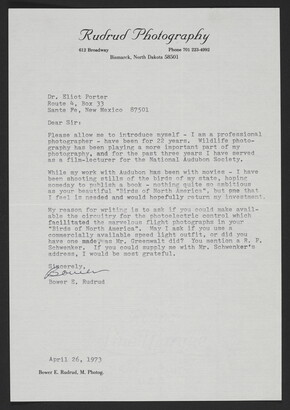 Rudrud Photography
612 Broadway Phone 701 223-4992
Bismarck, North Dakota 58501
Dr. Eliot Porter
Route 4, Box 33
Santa Fe, New Mexico 87501
Dear Sir:
Please allow me to introduce myself - I am a professional
photographer - have been for 22 years. Wildlife photo-
graphy has been playing a more important part of my
photography, and for the past three years I have served
as a film-lecturer for the National Audubon Society.
While my work with Audubon has been with movies - I have
been shooting stills of the birds of my state, hoping
someday to publish a book - nothing quite so ambitious
as your beautiful "Birds of North America", but one that
I feel is needed and would hopefully return my investment.
My reason for writing is to ask if you could make avail-
able the circuitry for the photoelectric control which
facilitated the marvelous flight photographs in your
"Birds of North America". May I ask if you use a
commercially available speed light outfit, or did you
have one made, as Mr. Greenwalt did? You mention a R. F.
Schwenker. If you could supply me with Mr. Schwenker's
address, I would be most grateful.
Sincerely,
Bower E. Rudrud
April 26, 1973
Bower E. Rudrud, M. Photog.